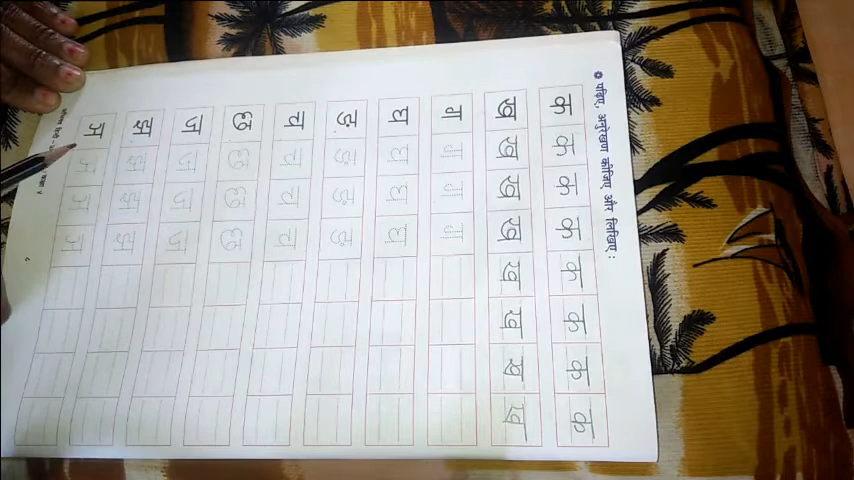 पढ़िए, अनुरेखण कीजिए और लिखिए :
क क क क क क क क
ख ख ख ख ख ख ख ख
ग ग ग ग
घ घ घ घ
ङ ङ ङ ङ
च च च च
छ छ छ छ
ज ज ज ज
झ झ झ झ
ञ ञ ञ ञ